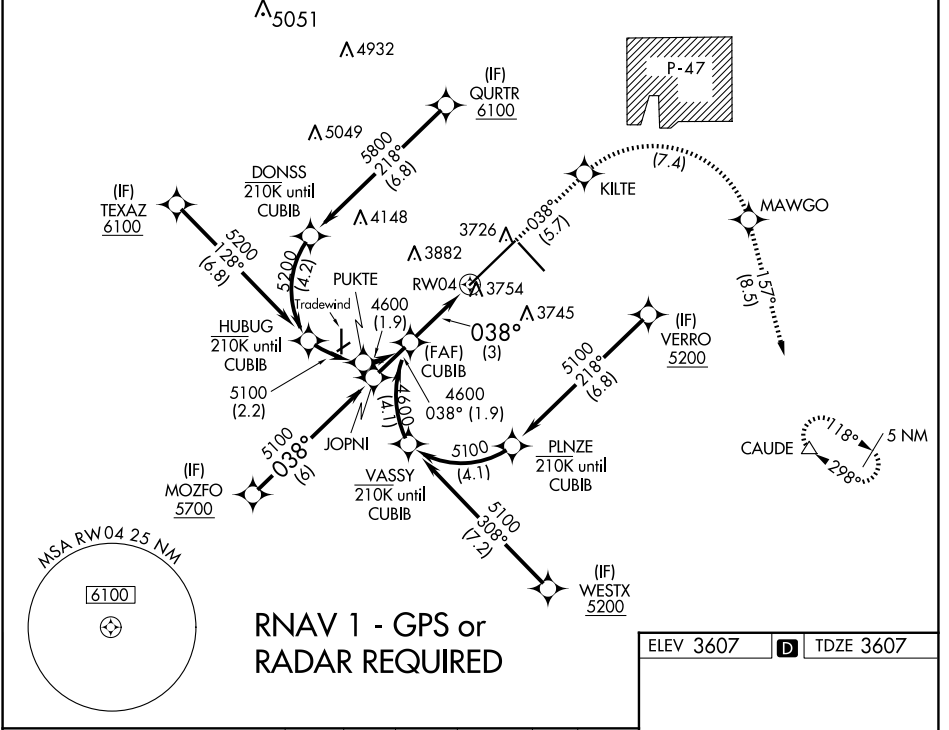 5051
4932
P-47
(IF)
QURTR
6100
5049
5800
218°
(6.8)
(7.4)
DONSS
210K until
CUBIB
KILTE
(IF)
TEXAZ
6100
4148
MAWGO
038°
(5.7)
3726
5200
128°
(6.8)
5200
(4.2)
3882
PUKTE
RW04
3754
157°
(8.5)
Tradewind
4600
(1.9)
3745
038°
(3)
(IF)
VERRO
5200
HUBUG
210K until
CUBIB
(FAF)
CUBIB
5100
218°
(6.8)
5100
(2.2)
4600
(4.1)
4600
038° (1.9)
JOPNI
5100
038°
(6)
5100
(4.1)
PLNZE
210K until
CUBIB
CAUDE
118°
298°
5 NM
(IF)
MOZFO
5700
VASSY
210K until
CUBIB
5100
308°
(7.2)
(IF)
WESTX
5200
MSA RW04 25 NM
6100
RNAV 1 - GPS or
RADAR REQUIRED
ELEV 3607 D TDZE 3607